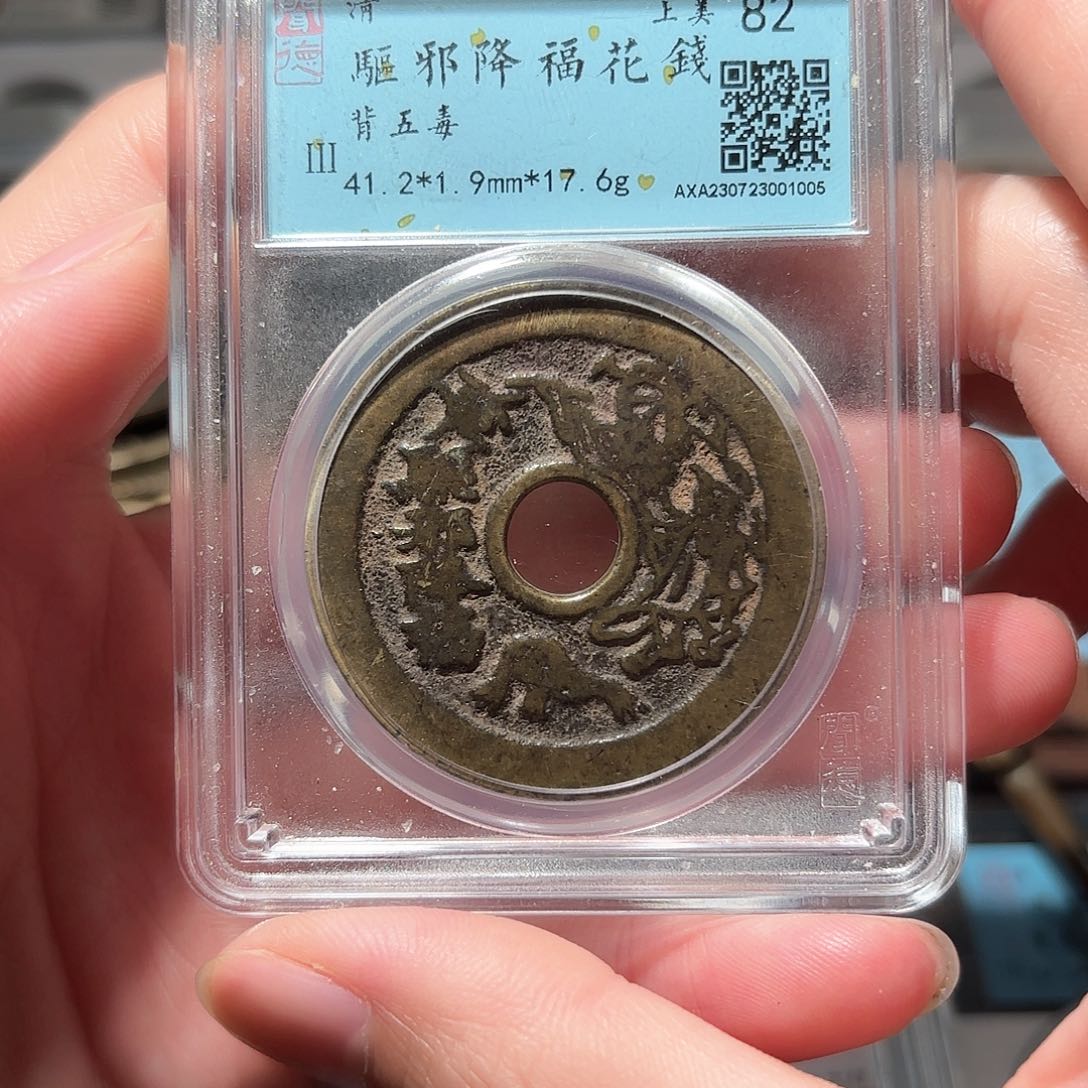 清 上美 82
驅邪降福花錢
背五毒
III
41.2*1.9mm*17.6g
AXA230723001005